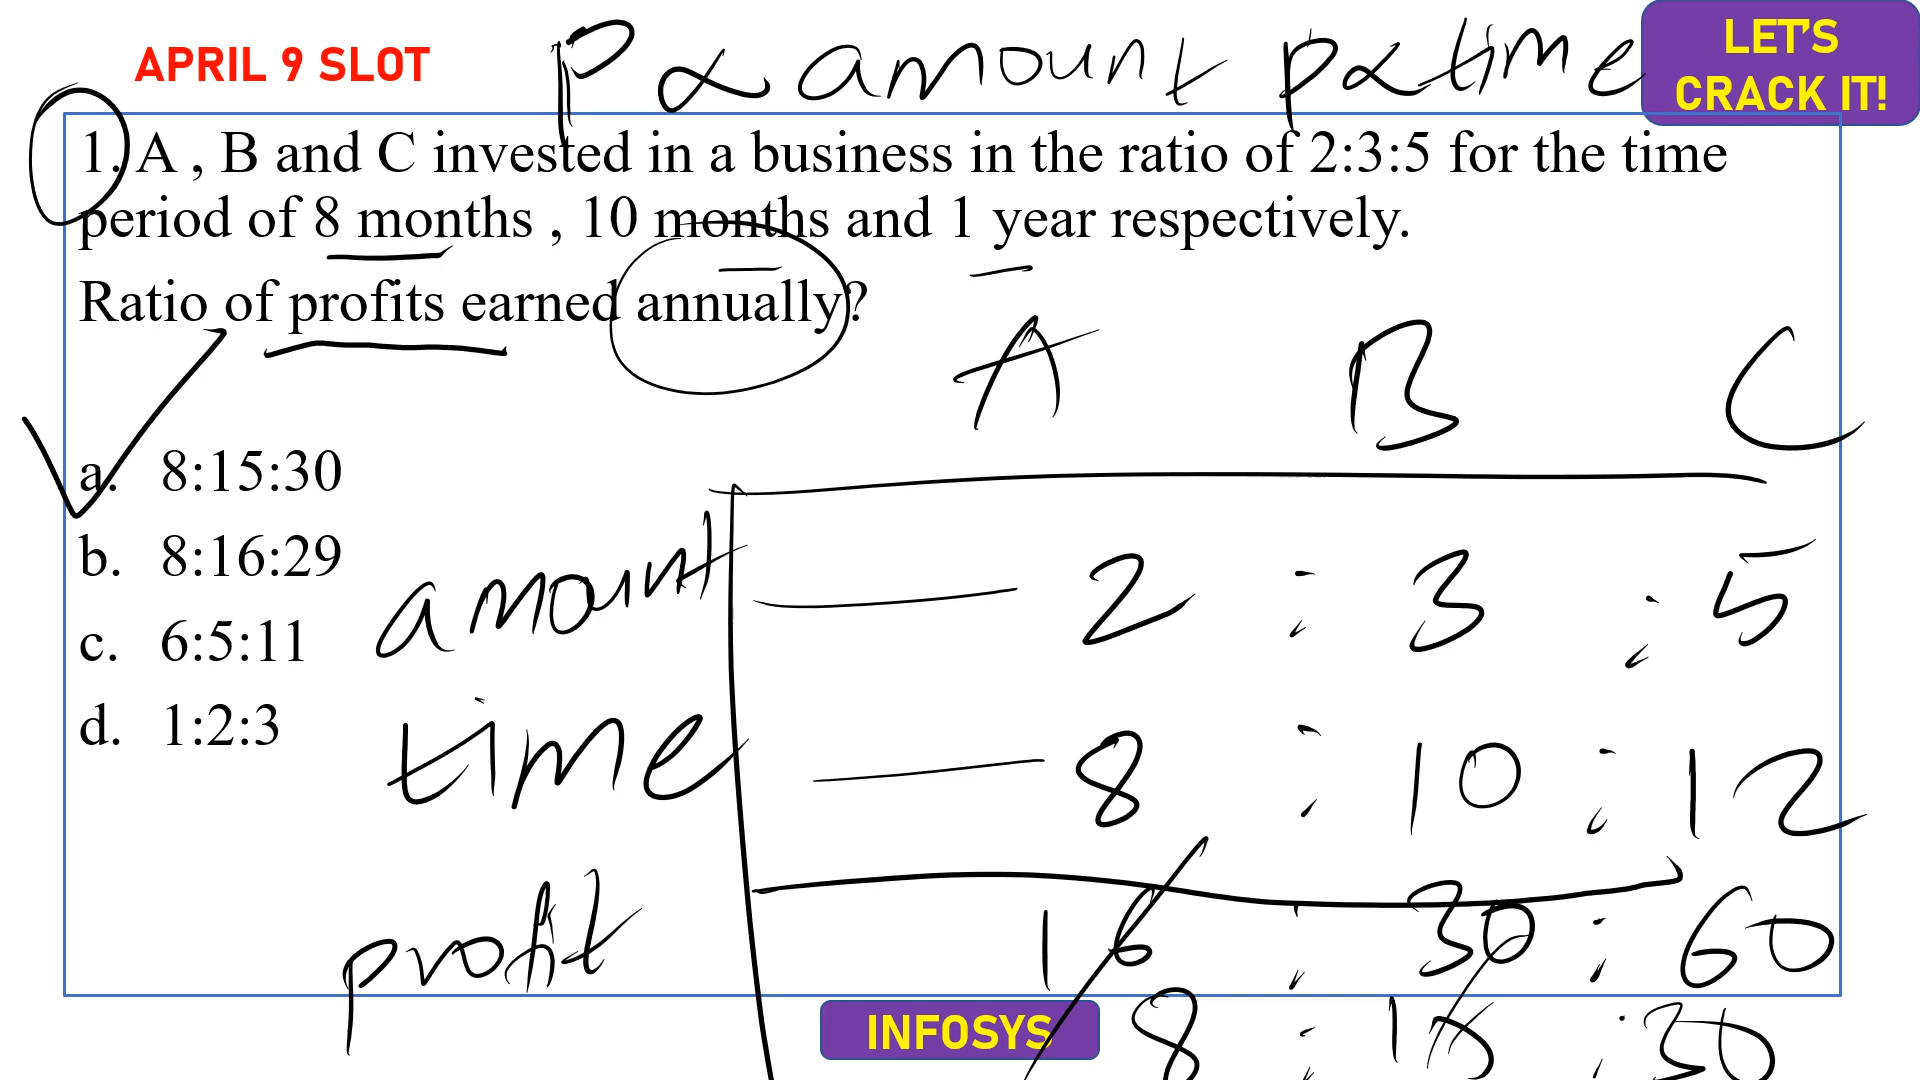 P ∝ amount p ∝ time
APRIL 9 SLOT
LET'S
CRACK IT!
1. A , B and C invested in a business in the ratio of 2:3:5 for the time
period of 8 months , 10 months and 1 year respectively.
Ratio of profits earned annually?
A B C
a. 8:15:30
b. 8:16:29
amount 2 : 3 : 5
c. 6:5:11
d. 1:2:3
time 8 : 10 : 12
profit 16 : 30 : 60
8 : 15 : 30
INFOSYS